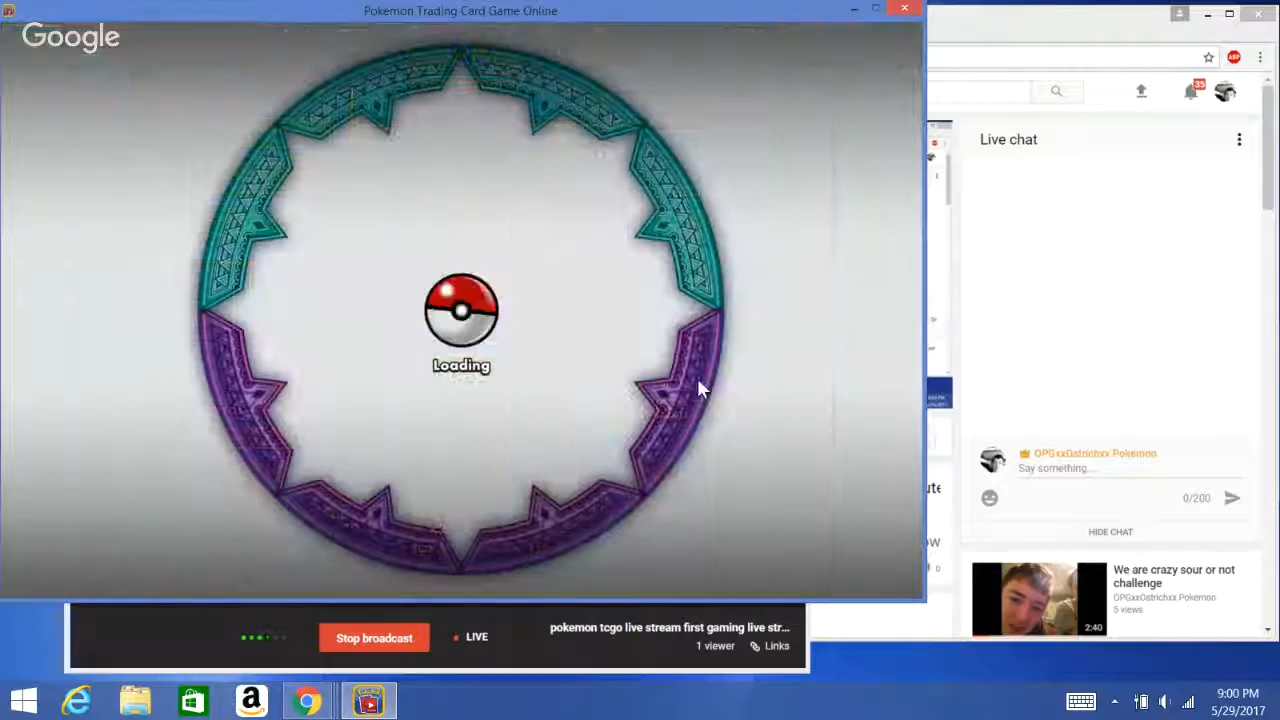 Pokemon Trading Card Game Online
Google
ABP
35
Live chat
Loading
OPGxxOstrichxx Pokemon
Say something...
0/200
HIDE CHAT
We are crazy sour or not
challenge
OPGxxOstrichxx Pokemon
5 views
2:40
Stop broadcast
LIVE
pokemon tcgo live stream first gaming live str...
1 viewer
Links
9:00 PM
5/29/2017